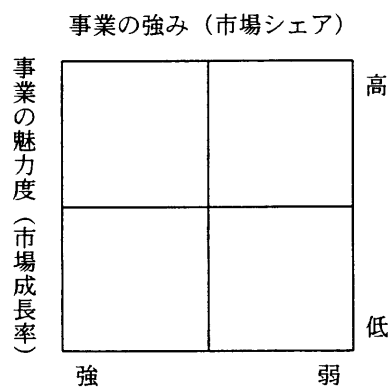 事業の強み（市場シェア）
事業の魅力度（市場成長率）
高
低
強
弱